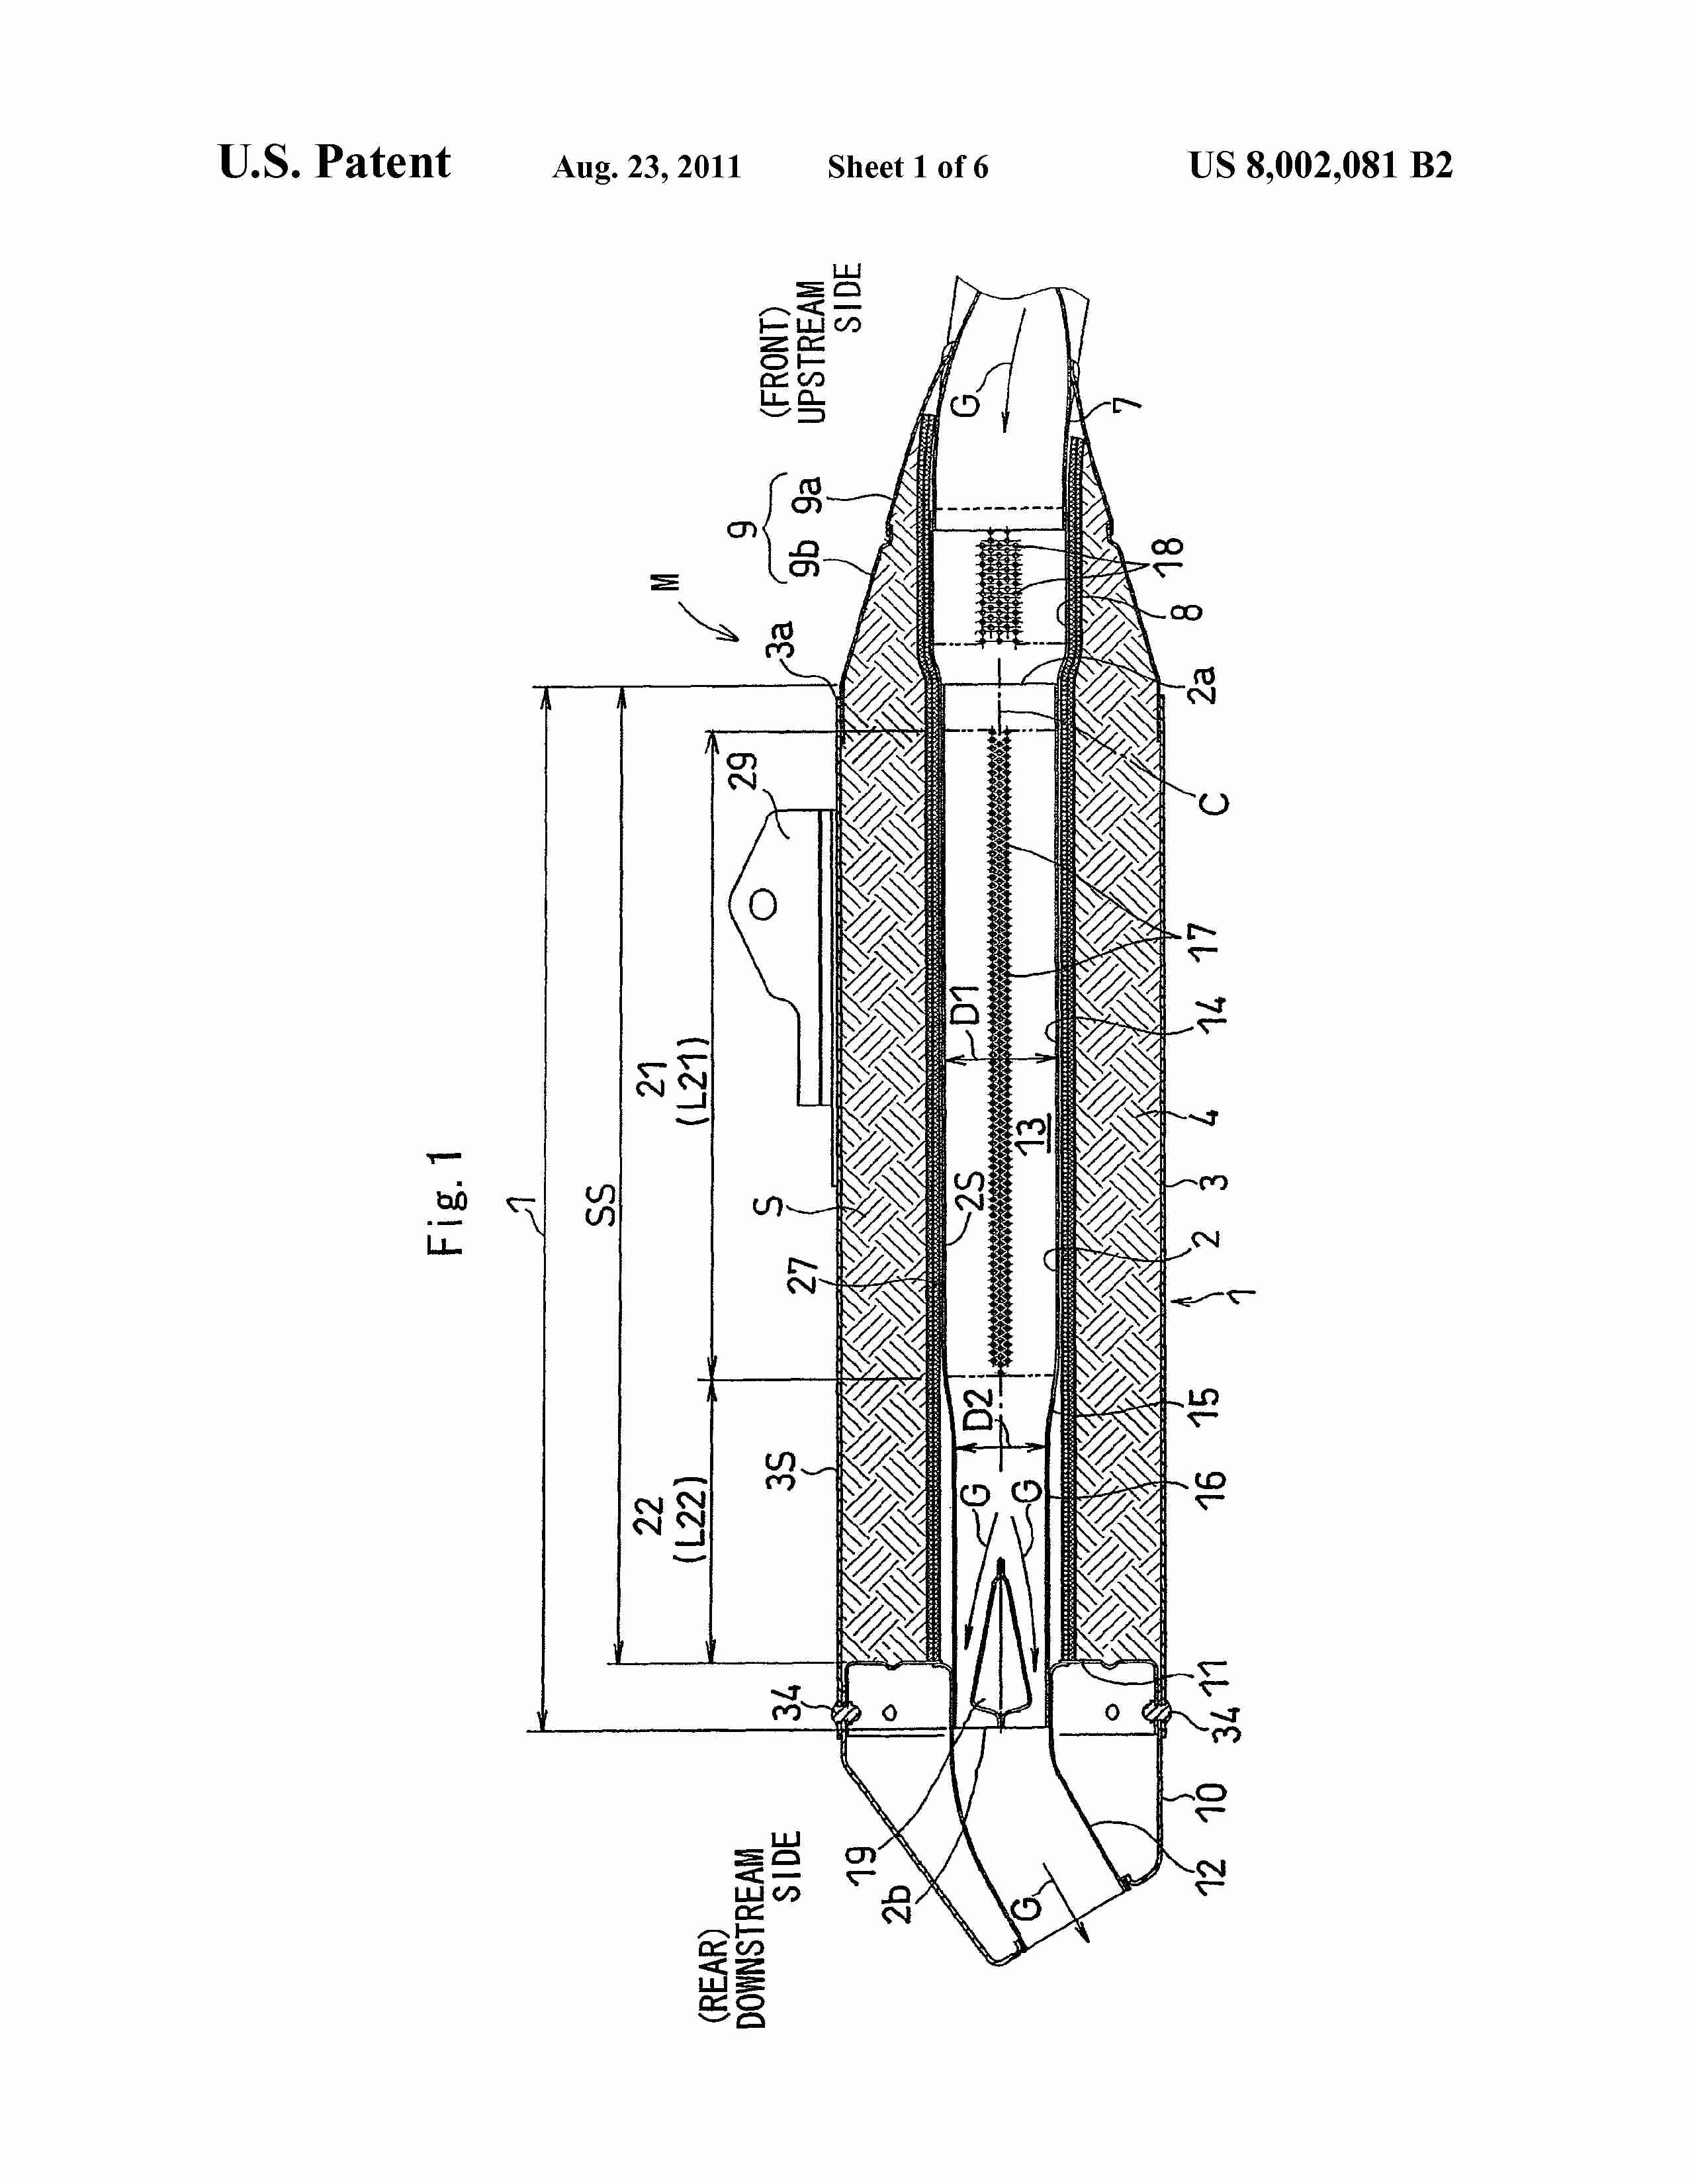 U.S. Patent Aug. 23, 2011 Sheet 1 of 6 US 8,002,081 B2
Fig. 1
1
SS
22
(L22)
21
(L21)
(REAR)
DOWNSTREAM
SIDE
(FRONT)
UPSTREAM
SIDE
M
9
9b 9a
29
34
3S
27
S
3a
19
2b
G
G
G
D2
2S
13
D1
G
7
12
10
34
11
16
15
1
2
3
4
14
17
C
2a
8
18